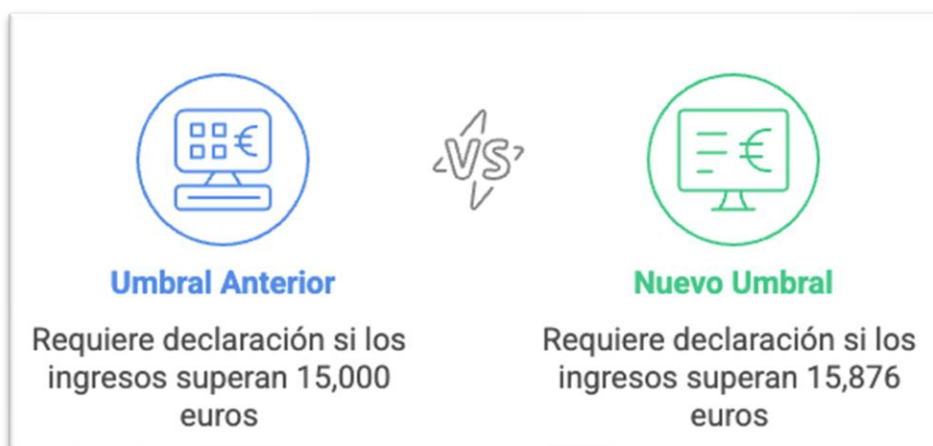 €
VS
€
Umbral Anterior
Nuevo Umbral
Requiere declaración si los
ingresos superan 15,000
euros
Requiere declaración si los
ingresos superan 15,876
euros